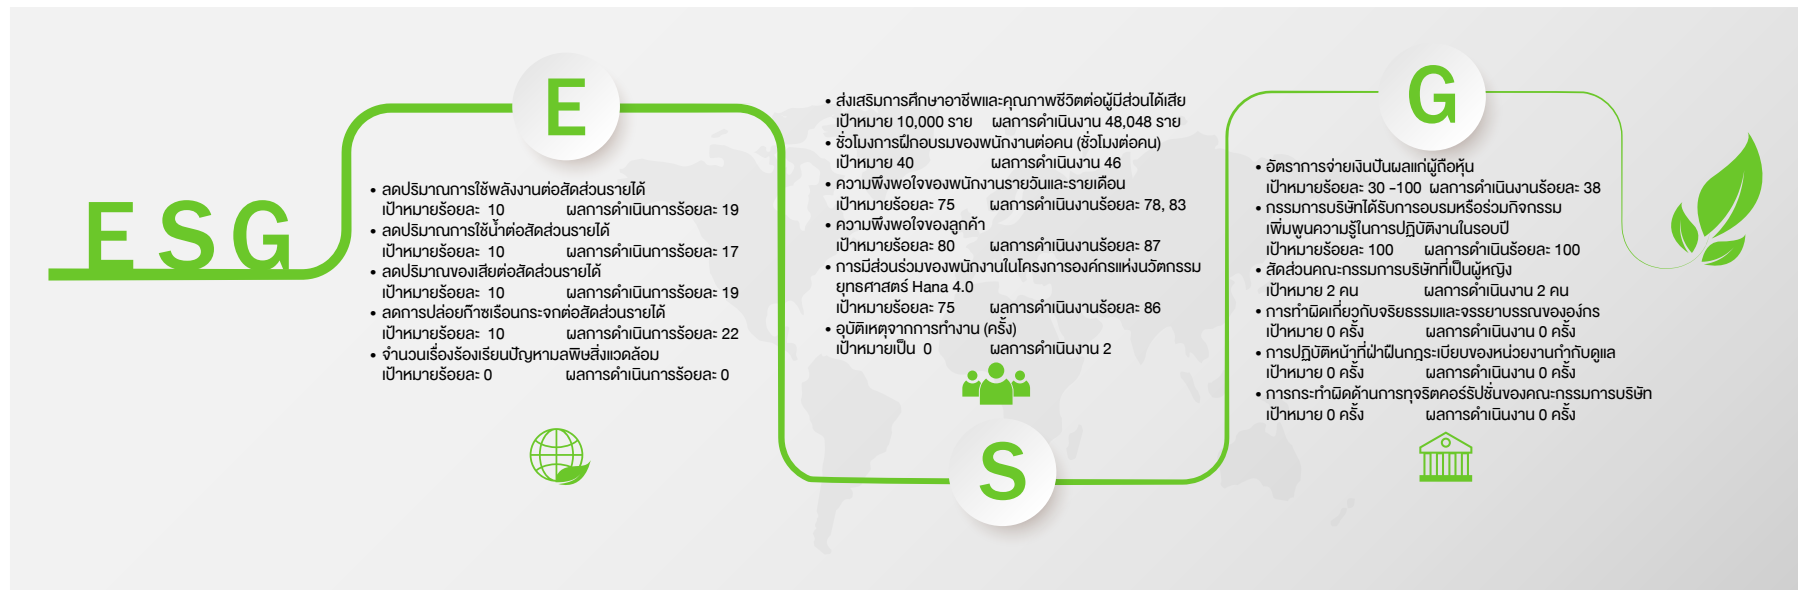 ESG
E
• ลดปริมาณการใช้พลังงานต่อสัดส่วนรายได้
เป้าหมายร้อยละ 10 ผลการดำเนินการร้อยละ 19
• ลดปริมาณการใช้น้ำต่อสัดส่วนรายได้
เป้าหมายร้อยละ 10 ผลการดำเนินการร้อยละ 17
• ลดปริมาณของเสียต่อสัดส่วนรายได้
เป้าหมายร้อยละ 10 ผลการดำเนินการร้อยละ 19
• ลดการปล่อยก๊าซเรือนกระจกต่อสัดส่วนรายได้
เป้าหมายร้อยละ 10 ผลการดำเนินการร้อยละ 22
• จำนวนเรื่องร้องเรียนปัญหามลพิษสิ่งแวดล้อม
เป้าหมายร้อยละ 0 ผลการดำเนินการร้อยละ 0
• ส่งเสริมการศึกษาอาชีพและคุณภาพชีวิตต่อผู้มีส่วนได้เสีย
เป้าหมาย 10,000 ราย ผลการดำเนินงาน 48,048 ราย
• ชั่วโมงการฝึกอบรมของพนักงานต่อคน (ชั่วโมงต่อคน)
เป้าหมาย 40 ผลการดำเนินงาน 46
• ความพึงพอใจของพนักงานรายวันและรายเดือน
เป้าหมายร้อยละ 75 ผลการดำเนินงานร้อยละ 78, 83
• ความพึงพอใจของลูกค้า
เป้าหมายร้อยละ 80 ผลการดำเนินงานร้อยละ 87
• การมีส่วนร่วมของพนักงานในโครงการองค์กรแห่งนวัตกรรม
ยุทธศาสตร์ Hana 4.0
เป้าหมายร้อยละ 75 ผลการดำเนินงานร้อยละ 86
• อุบัติเหตุจากการทำงาน (ครั้ง)
เป้าหมายเป็น 0 ผลการดำเนินงาน 2
S
G
• อัตราการจ่ายเงินปันผลแก่ผู้ถือหุ้น
เป้าหมายร้อยละ 30 -100 ผลการดำเนินงานร้อยละ 38
• กรรมการบริษัทได้รับการอบรมหรือร่วมกิจกรรม
เพิ่มพูนความรู้ในการปฏิบัติงานในรอบปี
เป้าหมายร้อยละ 100 ผลการดำเนินร้อยละ 100
• สัดส่วนคณะกรรมการบริษัทที่เป็นผู้หญิง
เป้าหมาย 2 คน ผลการดำเนินงาน 2 คน
• การทำผิดเกี่ยวกับจริยธรรมและจรรยาบรรณขององ์กร
เป้าหมาย 0 ครั้ง ผลการดำเนินงาน 0 ครั้ง
• การปฏิบัติหน้าที่ฝ่าฝืนกฎระเบียบของหน่วยงานกำกับดูแล
เป้าหมาย 0 ครั้ง ผลการดำเนินงาน 0 ครั้ง
• การกระทำผิดด้านการทุจริตคอร์รัปชั่นของคณะกรรมการบริษัท
เป้าหมาย 0 ครั้ง ผลการดำเนินงาน 0 ครั้ง